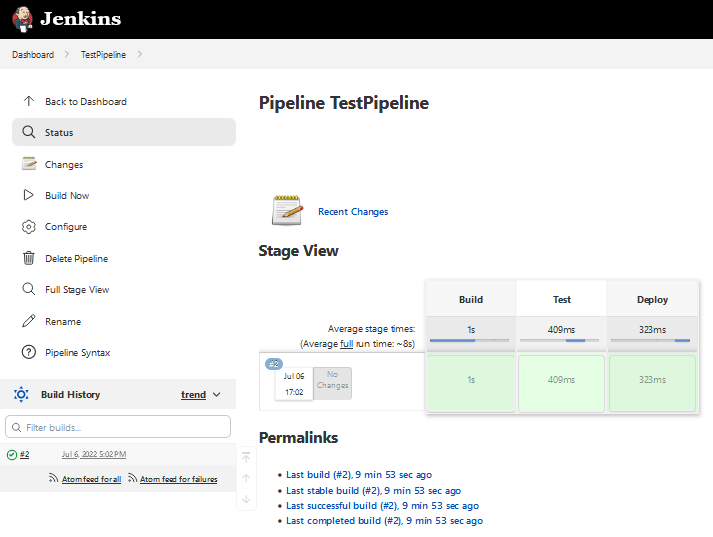 Jenkins
Dashboard
TestPipeline
Back to Dashboard
Status
Changes
Build Now
Configure
Delete Pipeline
Full Stage View
Rename
Pipeline Syntax
Build History
trend
Filter builds...
#2
Jul 6, 2022 5:02 PM
Atom feed for all
Atom feed for failures
Pipeline TestPipeline
Recent Changes
Stage View
Build Test Deploy
Average stage times: 1s 409ms 323ms
(Average full run time: ~8s)
#2
Jul 06
17:02
No
Changes
1s 409ms 323ms
Permalinks
• Last build (#2), 9 min 53 sec ago
• Last stable build (#2), 9 min 53 sec ago
• Last successful build (#2), 9 min 53 sec ago
• Last completed build (#2), 9 min 53 sec ago